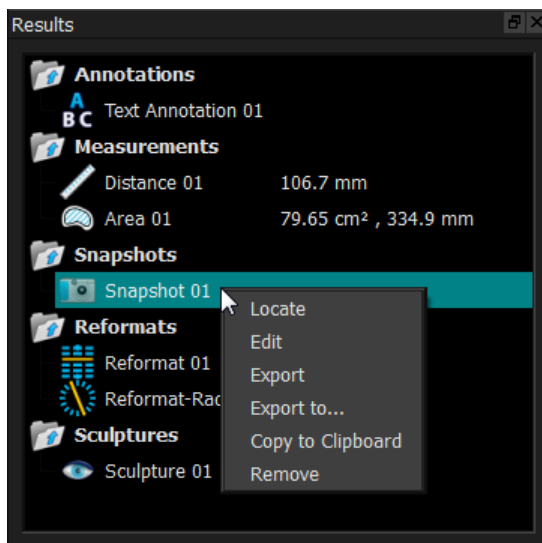 Results
Annotations
A
B C Text Annotation 01
Measurements
Distance 01 106.7 mm
Area 01 79.65 cm² , 334.9 mm
Snapshots
Snapshot 01
Locate
Edit
Export
Export to...
Copy to Clipboard
Remove
Reformats
Reformat 01
Reformat-Rad
Sculptures
Sculpture 01